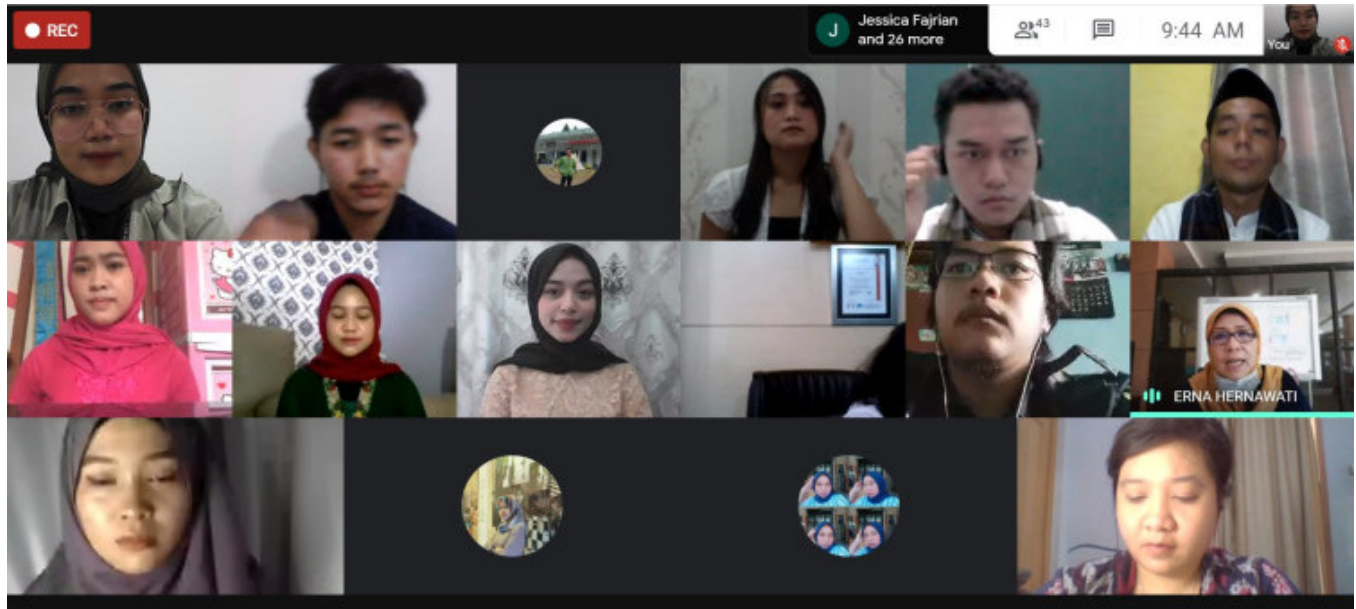 REC
J
Jessica Fajrian
and 26 more
43
9:44 AM
You
ERNA HERNAWATI